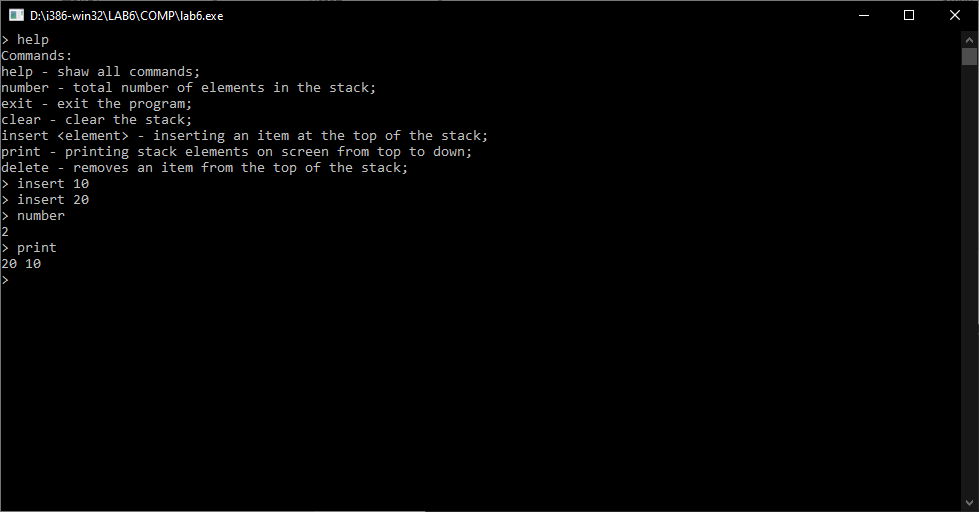 D:\i386-win32\LAB6\COMP\lab6.exe
> help
Commands:
help - shaw all commands;
number - total number of elements in the stack;
exit - exit the program;
clear - clear the stack;
insert <element> - inserting an item at the top of the stack;
print - printing stack elements on screen from top to down;
delete - removes an item from the top of the stack;
> insert 10
> insert 20
> number
2
> print
20 10
>